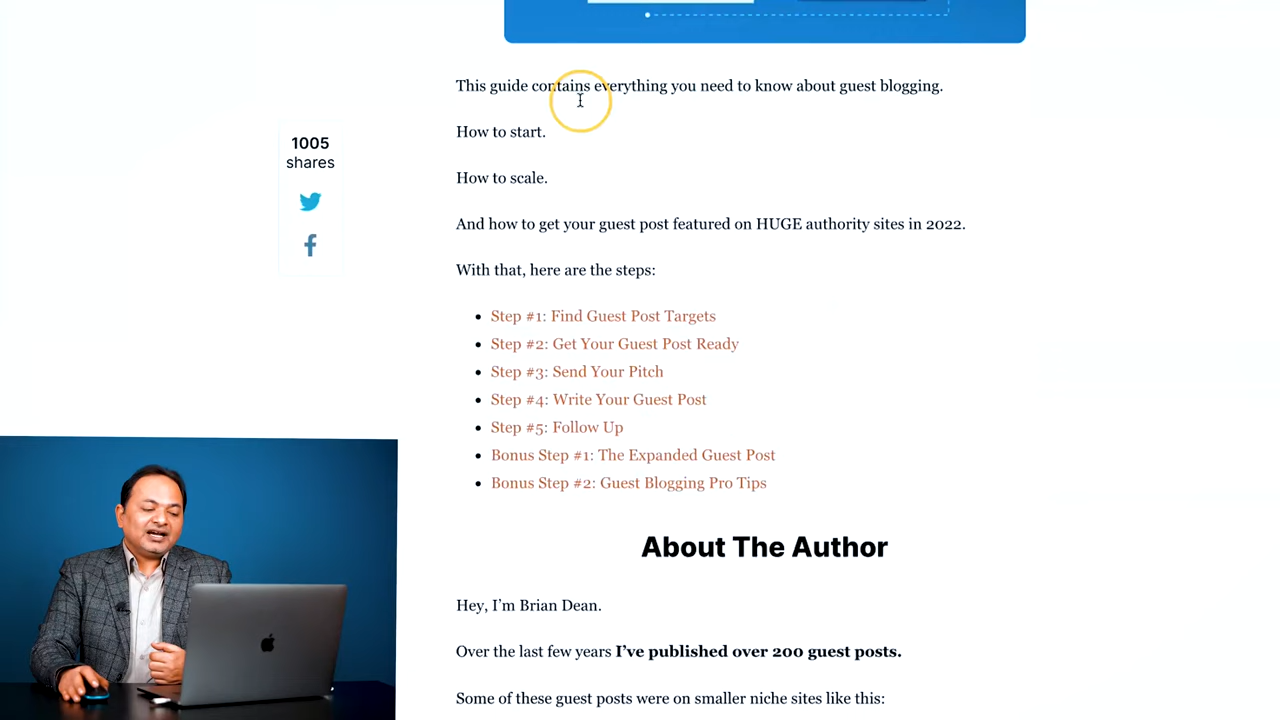 This guide contains everything you need to know about guest blogging.
How to start.
1005
shares
How to scale.
And how to get your guest post featured on HUGE authority sites in 2022.
With that, here are the steps:
Step #1: Find Guest Post Targets
Step #2: Get Your Guest Post Ready
Step #3: Send Your Pitch
Step #4: Write Your Guest Post
Step #5: Follow Up
Bonus Step #1: The Expanded Guest Post
Bonus Step #2: Guest Blogging Pro Tips
About The Author
Hey, I'm Brian Dean.
Over the last few years I've published over 200 guest posts.
Some of these guest posts were on smaller niche sites like this: